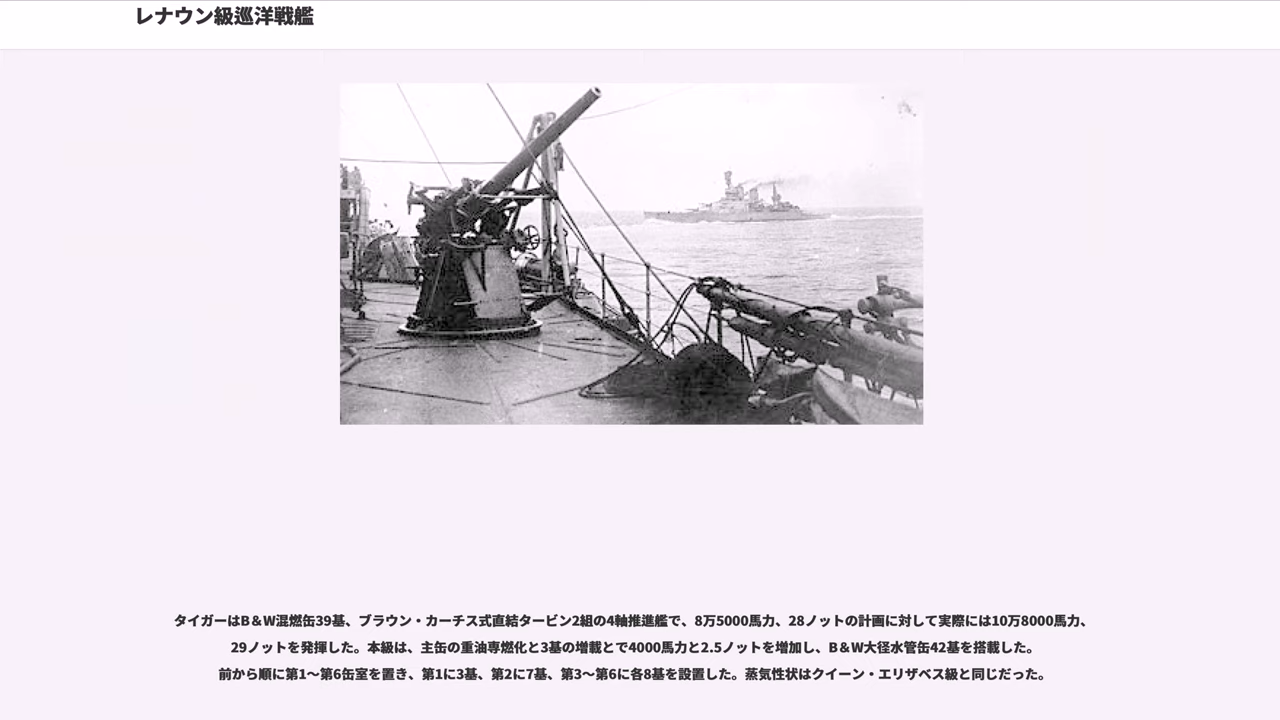 レナウン級巡洋戦艦
タイガーはB&W混燃缶39基、ブラウン・カーチス式直結タービン2組の4軸推進艦で、8万5000馬力、28ノットの計画に対して実際には10万8000馬力、
29ノットを発揮した。本級は、主缶の重油専燃化と3基の増載とで4000馬力と2.5ノットを増加し、B&W大径水管缶42基を搭載した。
前から順に第1〜第6缶室を置き、第1に3基、第2に7基、第3〜第6に各8基を設置した。蒸気性状はクイーン・エリザベス級と同じだった。